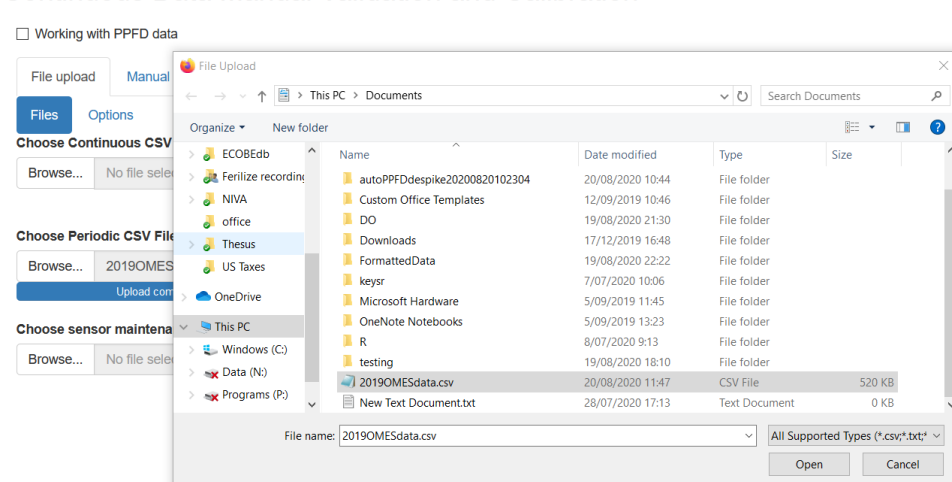 Working with PPFD data
File upload Manual
Files Options
Choose Continuous CSV
Browse... No file sele
Choose Periodic CSV File
Browse... 2019OMES
Upload com
Choose sensor maintena
Browse... No file sele
File Upload
This PC > Documents
Search Documents
Organize New folder
Name Date modified Type Size
ECOBEdb
Ferilize recording
NIVA
office
Thesus
US Taxes
OneDrive
This PC
Windows (C:)
Data (N:)
Programs (P:)
autoPPFDdespike20200820102304 20/08/2020 10:44 File folder
Custom Office Templates 12/09/2019 10:46 File folder
DO 19/08/2020 21:30 File folder
Downloads 17/12/2019 16:48 File folder
FormattedData 19/08/2020 22:22 File folder
keysr 7/07/2020 10:06 File folder
Microsoft Hardware 5/09/2019 11:45 File folder
OneNote Notebooks 5/09/2019 13:23 File folder
R 8/07/2020 9:13 File folder
testing 19/08/2020 18:10 File folder
2019OMESdata.csv 20/08/2020 11:47 CSV File 520 KB
New Text Document.txt 28/07/2020 17:13 Text Document 0 KB
File name: 2019OMESdata.csv
All Supported Types (*.csv;*.txt;*
Open Cancel